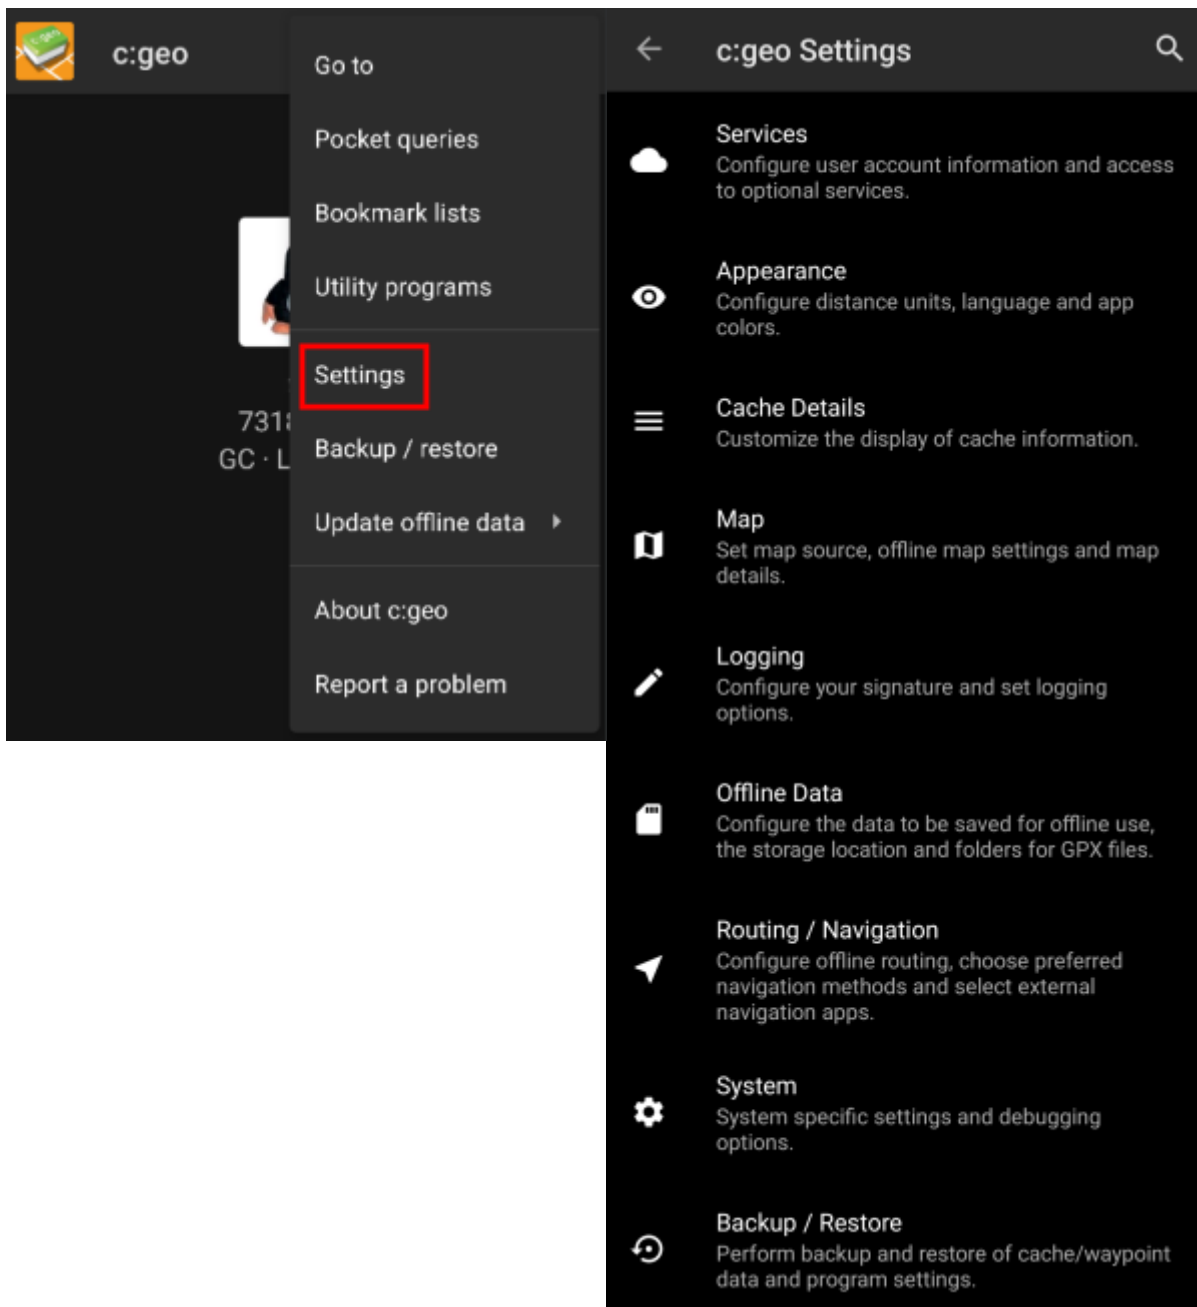 c:geo
Go to
Pocket queries
Bookmark lists
Utility programs
Settings
Backup / restore
Update offline data
About c:geo
Report a problem
731
GC · L
c:geo Settings
Services
Configure user account information and access
to optional services.
Appearance
Configure distance units, language and app
colors.
Cache Details
Customize the display of cache information.
Map
Set map source, offline map settings and map
details.
Logging
Configure your signature and set logging
options.
Offline Data
Configure the data to be saved for offline use,
the storage location and folders for GPX files.
Routing / Navigation
Configure offline routing, choose preferred
navigation methods and select external
navigation apps.
System
System specific settings and debugging
options.
Backup / Restore
Perform backup and restore of cache/waypoint
data and program settings.